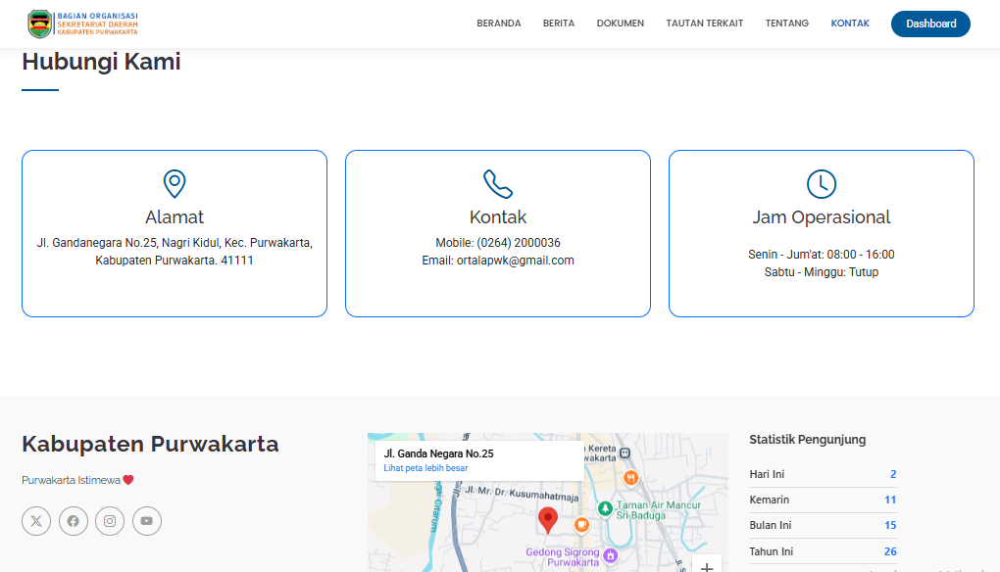 BAGIAN ORGANISASI
SEKRETARIAT DAERAH
KABUPATEN PURWAKARTA
BERANDA BERITA DOKUMEN TAUTAN TERKAIT TENTANG KONTAK Dashboard
Hubungi Kami
Alamat
Jl. Gandanegara No.25, Nagri Kidul, Kec. Purwakarta,
Kabupaten Purwakarta. 41111
Kontak
Mobile: (0264) 2000036
Email: ortalapwk@gmail.com
Jam Operasional
Senin - Jum'at: 08:00 - 16:00
Sabtu - Minggu: Tutup
Kabupaten Purwakarta
Purwakarta Istimewa
Jl. Ganda Negara No.25
Lihat peta lebih besar
Kereta
wakarta
Jl. Mr. Dr. Kusumahatmaja
Citarum
Taman Air Mancur
Sri Baduga
Gedong Sigrong
Purwakarta
Statistik Pengunjung
Hari Ini 2
Kemarin 11
Bulan Ini 15
Tahun Ini 26